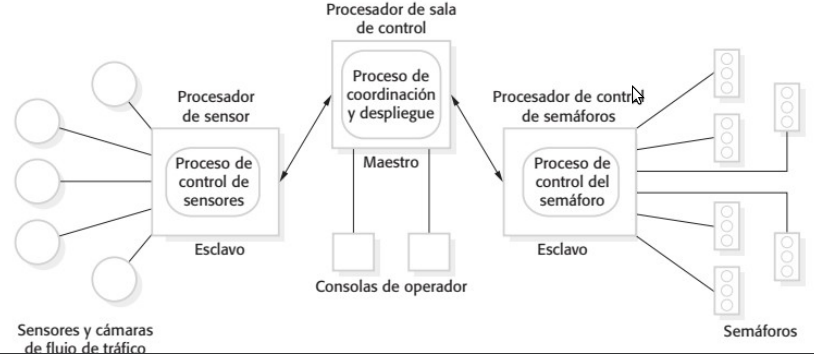 Procesador de sala
de control
Proceso de
coordinación
y despliegue
Maestro
Procesador
de sensor
Proceso de
control de
sensores
Esclavo
Procesador de control
de semáforos
Proceso de
control del
semáforo
Esclavo
Consolas de operador
Sensores y cámaras
de flujo de tráfico
Semáforos